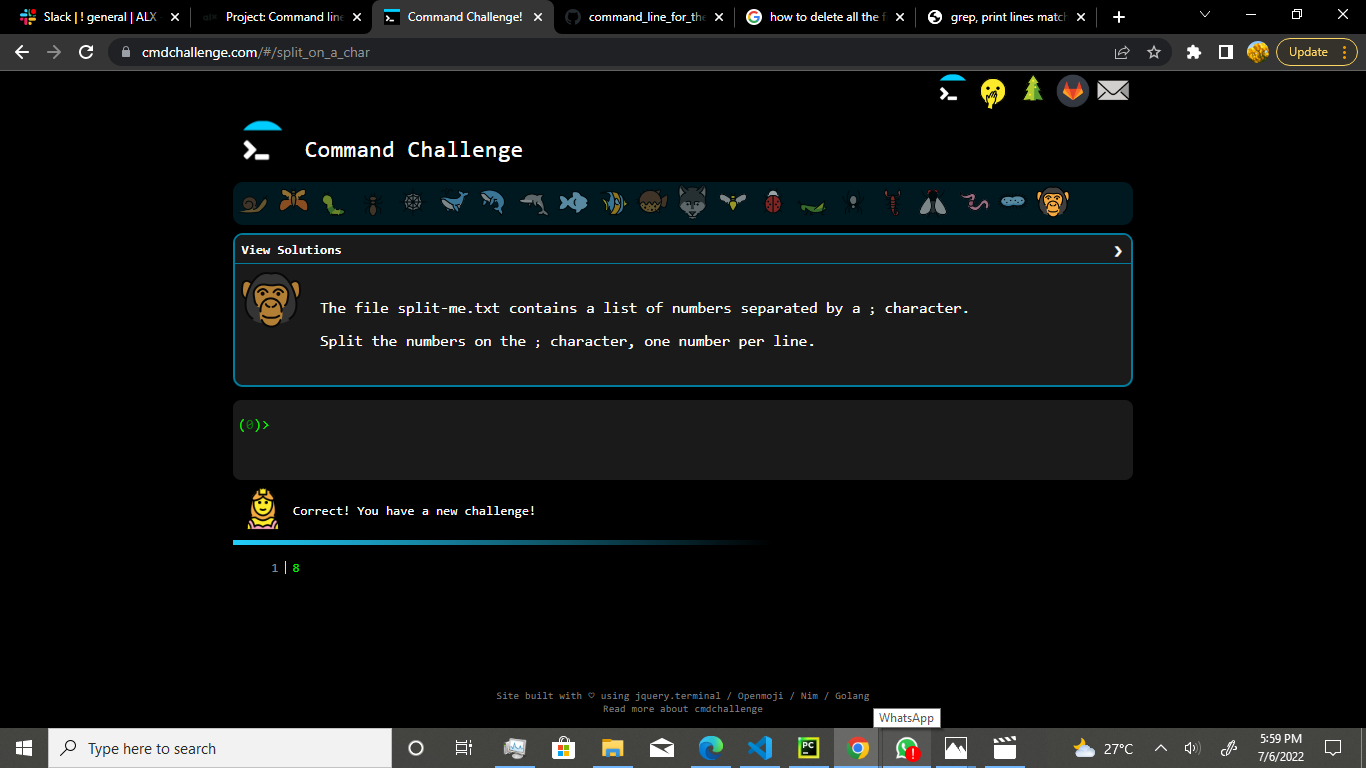 Slack | ! general | ALX
Project: Command line
Command Challenge!
command_line_for_the
how to delete all the f
grep, print lines match
cmdchallenge.com/#/split_on_a_char
Update
Command Challenge
View Solutions
The file split-me.txt contains a list of numbers separated by a ; character.
Split the numbers on the ; character, one number per line.
(0)>
Correct! You have a new challenge!
1 | 8
Site built with ♡ using jquery.terminal / Openmoji / Nim / Golang
Read more about cmdchallenge
WhatsApp
Type here to search
PC
27°C
5:59 PM
7/6/2022